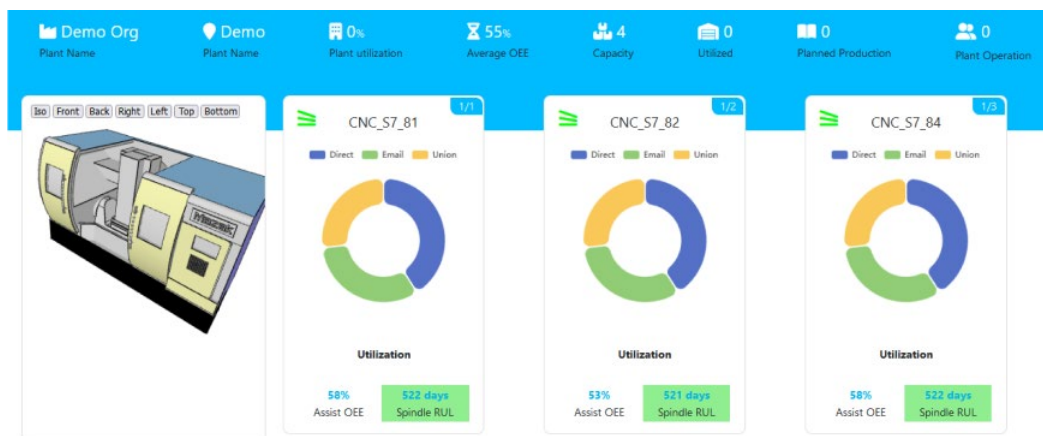 Demo Org
Plant Name
Demo
Plant Name
0%
Plant utilization
55%
Average OEE
4
Capacity
0
Utilized
0
Planned Production
0
Plant Operation
Iso Front Back Right Left Top Bottom
Mazak
1/1
CNC_S7_81
Direct Email Union
Utilization
58%
Assist OEE
522 days
Spindle RUL
1/2
CNC_S7_82
Direct Email Union
Utilization
53%
Assist OEE
521 days
Spindle RUL
1/3
CNC_S7_84
Direct Email Union
Utilization
58%
Assist OEE
522 days
Spindle RUL